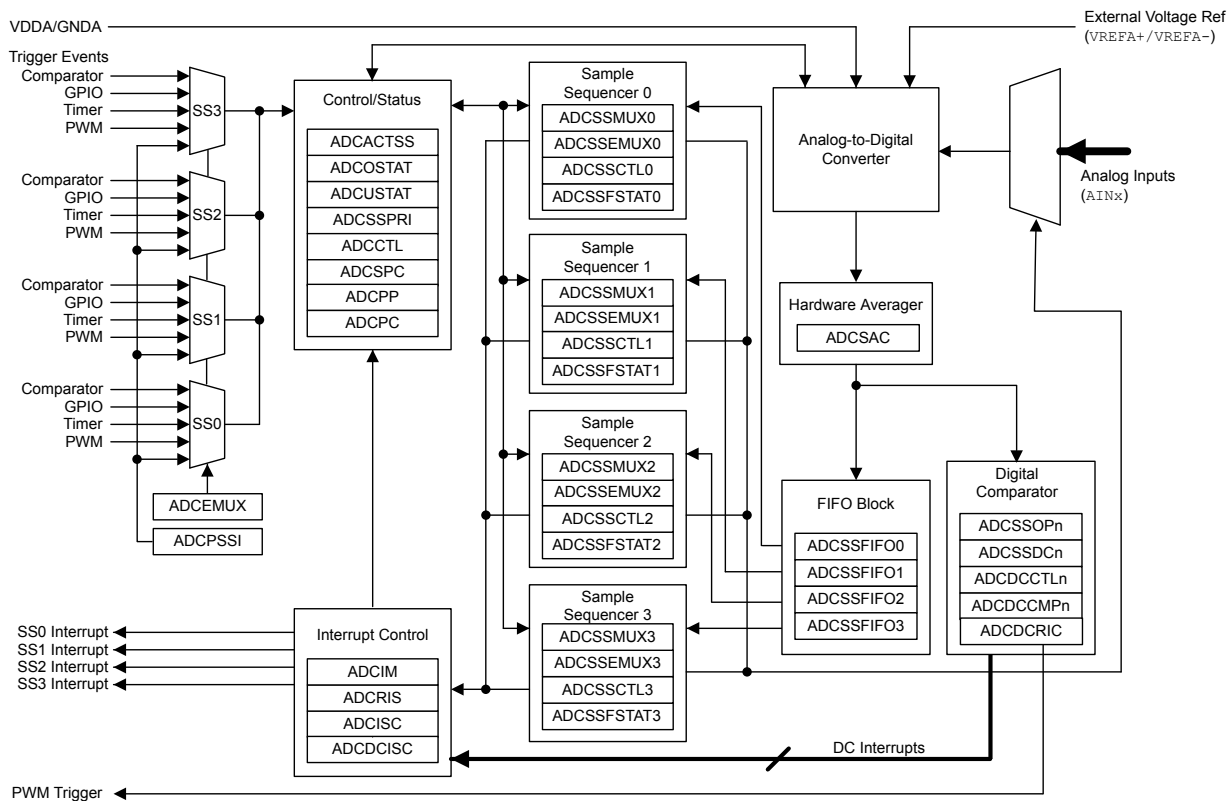 VDDA/GNDA
External Voltage Ref
(VREFA+/VREFA-)
Trigger Events
Comparator
GPIO
Timer
PWM
SS3
Comparator
GPIO
Timer
PWM
SS2
Comparator
GPIO
Timer
PWM
SS1
Comparator
GPIO
Timer
PWM
SS0
ADCEMUX
ADCPSSI
Control/Status
ADCACTSS
ADCOSTAT
ADCUSTAT
ADCSSPRI
ADCCTL
ADCSPC
ADCPP
ADCPC
Sample
Sequencer 0
ADCSSMUX0
ADCSSEMUX0
ADCSSCTL0
ADCSSFSTAT0
Sample
Sequencer 1
ADCSSMUX1
ADCSSEMUX1
ADCSSCTL1
ADCSSFSTAT1
Sample
Sequencer 2
ADCSSMUX2
ADCSSEMUX2
ADCSSCTL2
ADCSSFSTAT2
Sample
Sequencer 3
ADCSSMUX3
ADCSSEMUX3
ADCSSCTL3
ADCSSFSTAT3
Analog-to-Digital
Converter
Analog Inputs
(AINx)
Hardware Averager
ADCSAC
FIFO Block
ADCSSFIFO0
ADCSSFIFO1
ADCSSFIFO2
ADCSSFIFO3
Digital
Comparator
ADCSSOPn
ADCSSDCn
ADCDCCTLn
ADCDCCMPn
ADCDCRIC
SS0 Interrupt
SS1 Interrupt
SS2 Interrupt
SS3 Interrupt
Interrupt Control
ADCIM
ADCRIS
ADCISC
ADCDCISC
DC Interrupts
PWM Trigger